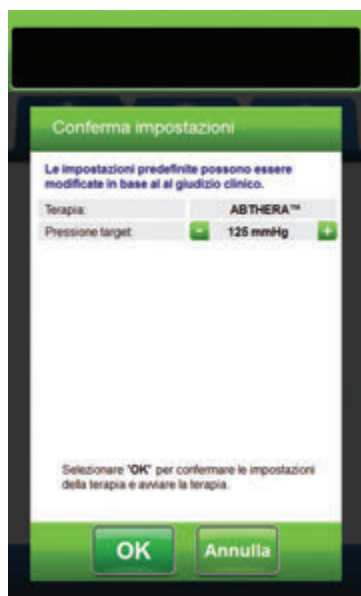 Conferma impostazioni
Le impostazioni predefinite possono essere
modificate in base al al giudizio clinico.
Terapia: ABTHERA™
Pressione target: - 125 mmHg +
Selezionare "OK" per confermare le impostazioni
della terapia e avviare la terapia.
OK Annulla